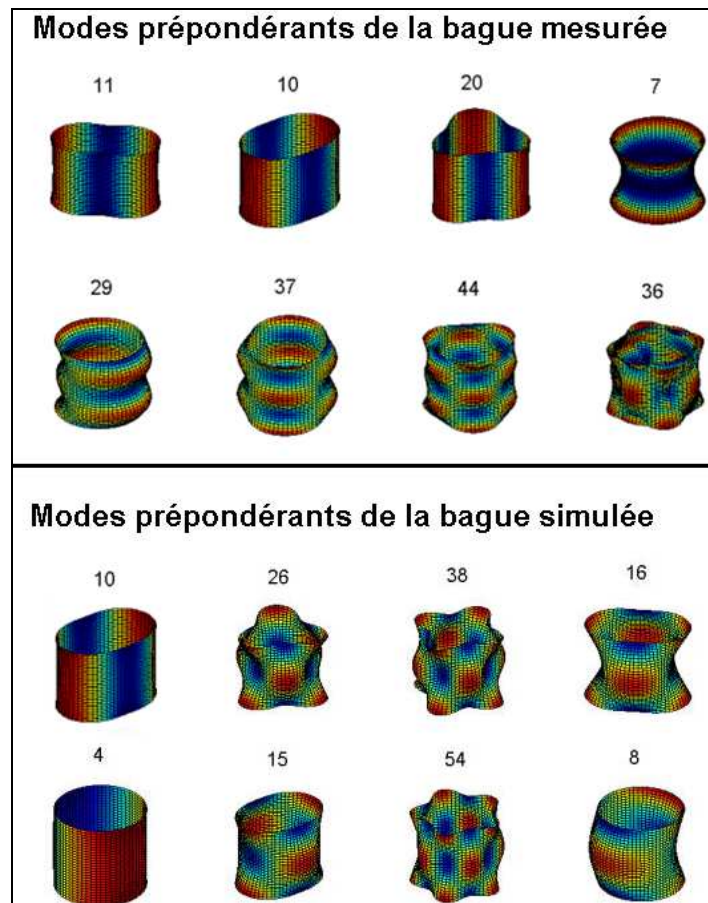 Modes prépondérants de la bague mesurée
11 10 20 7
29 37 44 36
Modes prépondérants de la bague simulée
10 26 38 16
4 15 54 8